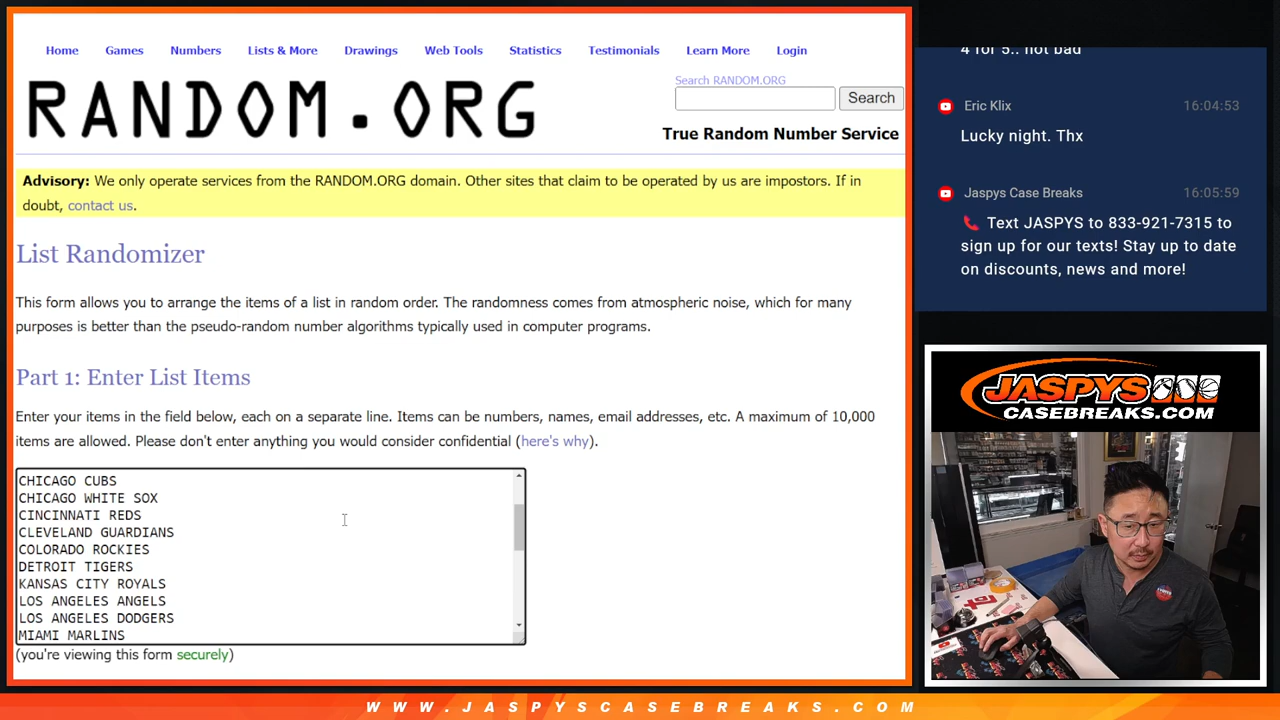 Home Games Numbers Lists & More Drawings Web Tools Statistics Testimonials Learn More Login
RANDOM.ORG
Search RANDOM.ORG
Search
True Random Number Service
Advisory: We only operate services from the RANDOM.ORG domain. Other sites that claim to be operated by us are impostors. If in
doubt, contact us.
List Randomizer
This form allows you to arrange the items of a list in random order. The randomness comes from atmospheric noise, which for many
purposes is better than the pseudo-random number algorithms typically used in computer programs.
Part 1: Enter List Items
Enter your items in the field below, each on a separate line. Items can be numbers, names, email addresses, etc. A maximum of 10,000
items are allowed. Please don't enter anything you would consider confidential (here's why).
CHICAGO CUBS
CHICAGO WHITE SOX
CINCINNATI REDS
CLEVELAND GUARDIANS
COLORADO ROCKIES
DETROIT TIGERS
KANSAS CITY ROYALS
LOS ANGELES ANGELS
LOS ANGELES DODGERS
MIAMI MARLINS
(you're viewing this form securely)
4 for 5.. not bad
Eric Klix 16:04:53
Lucky night. Thx
Jaspys Case Breaks 16:05:59
📞 Text JASPYS to 833-921-7315 to
sign up for our texts! Stay up to date
on discounts, news and more!
JASPYS
CASEBREAKS.COM
WWW.JASPYSCASEBREAKS.COM